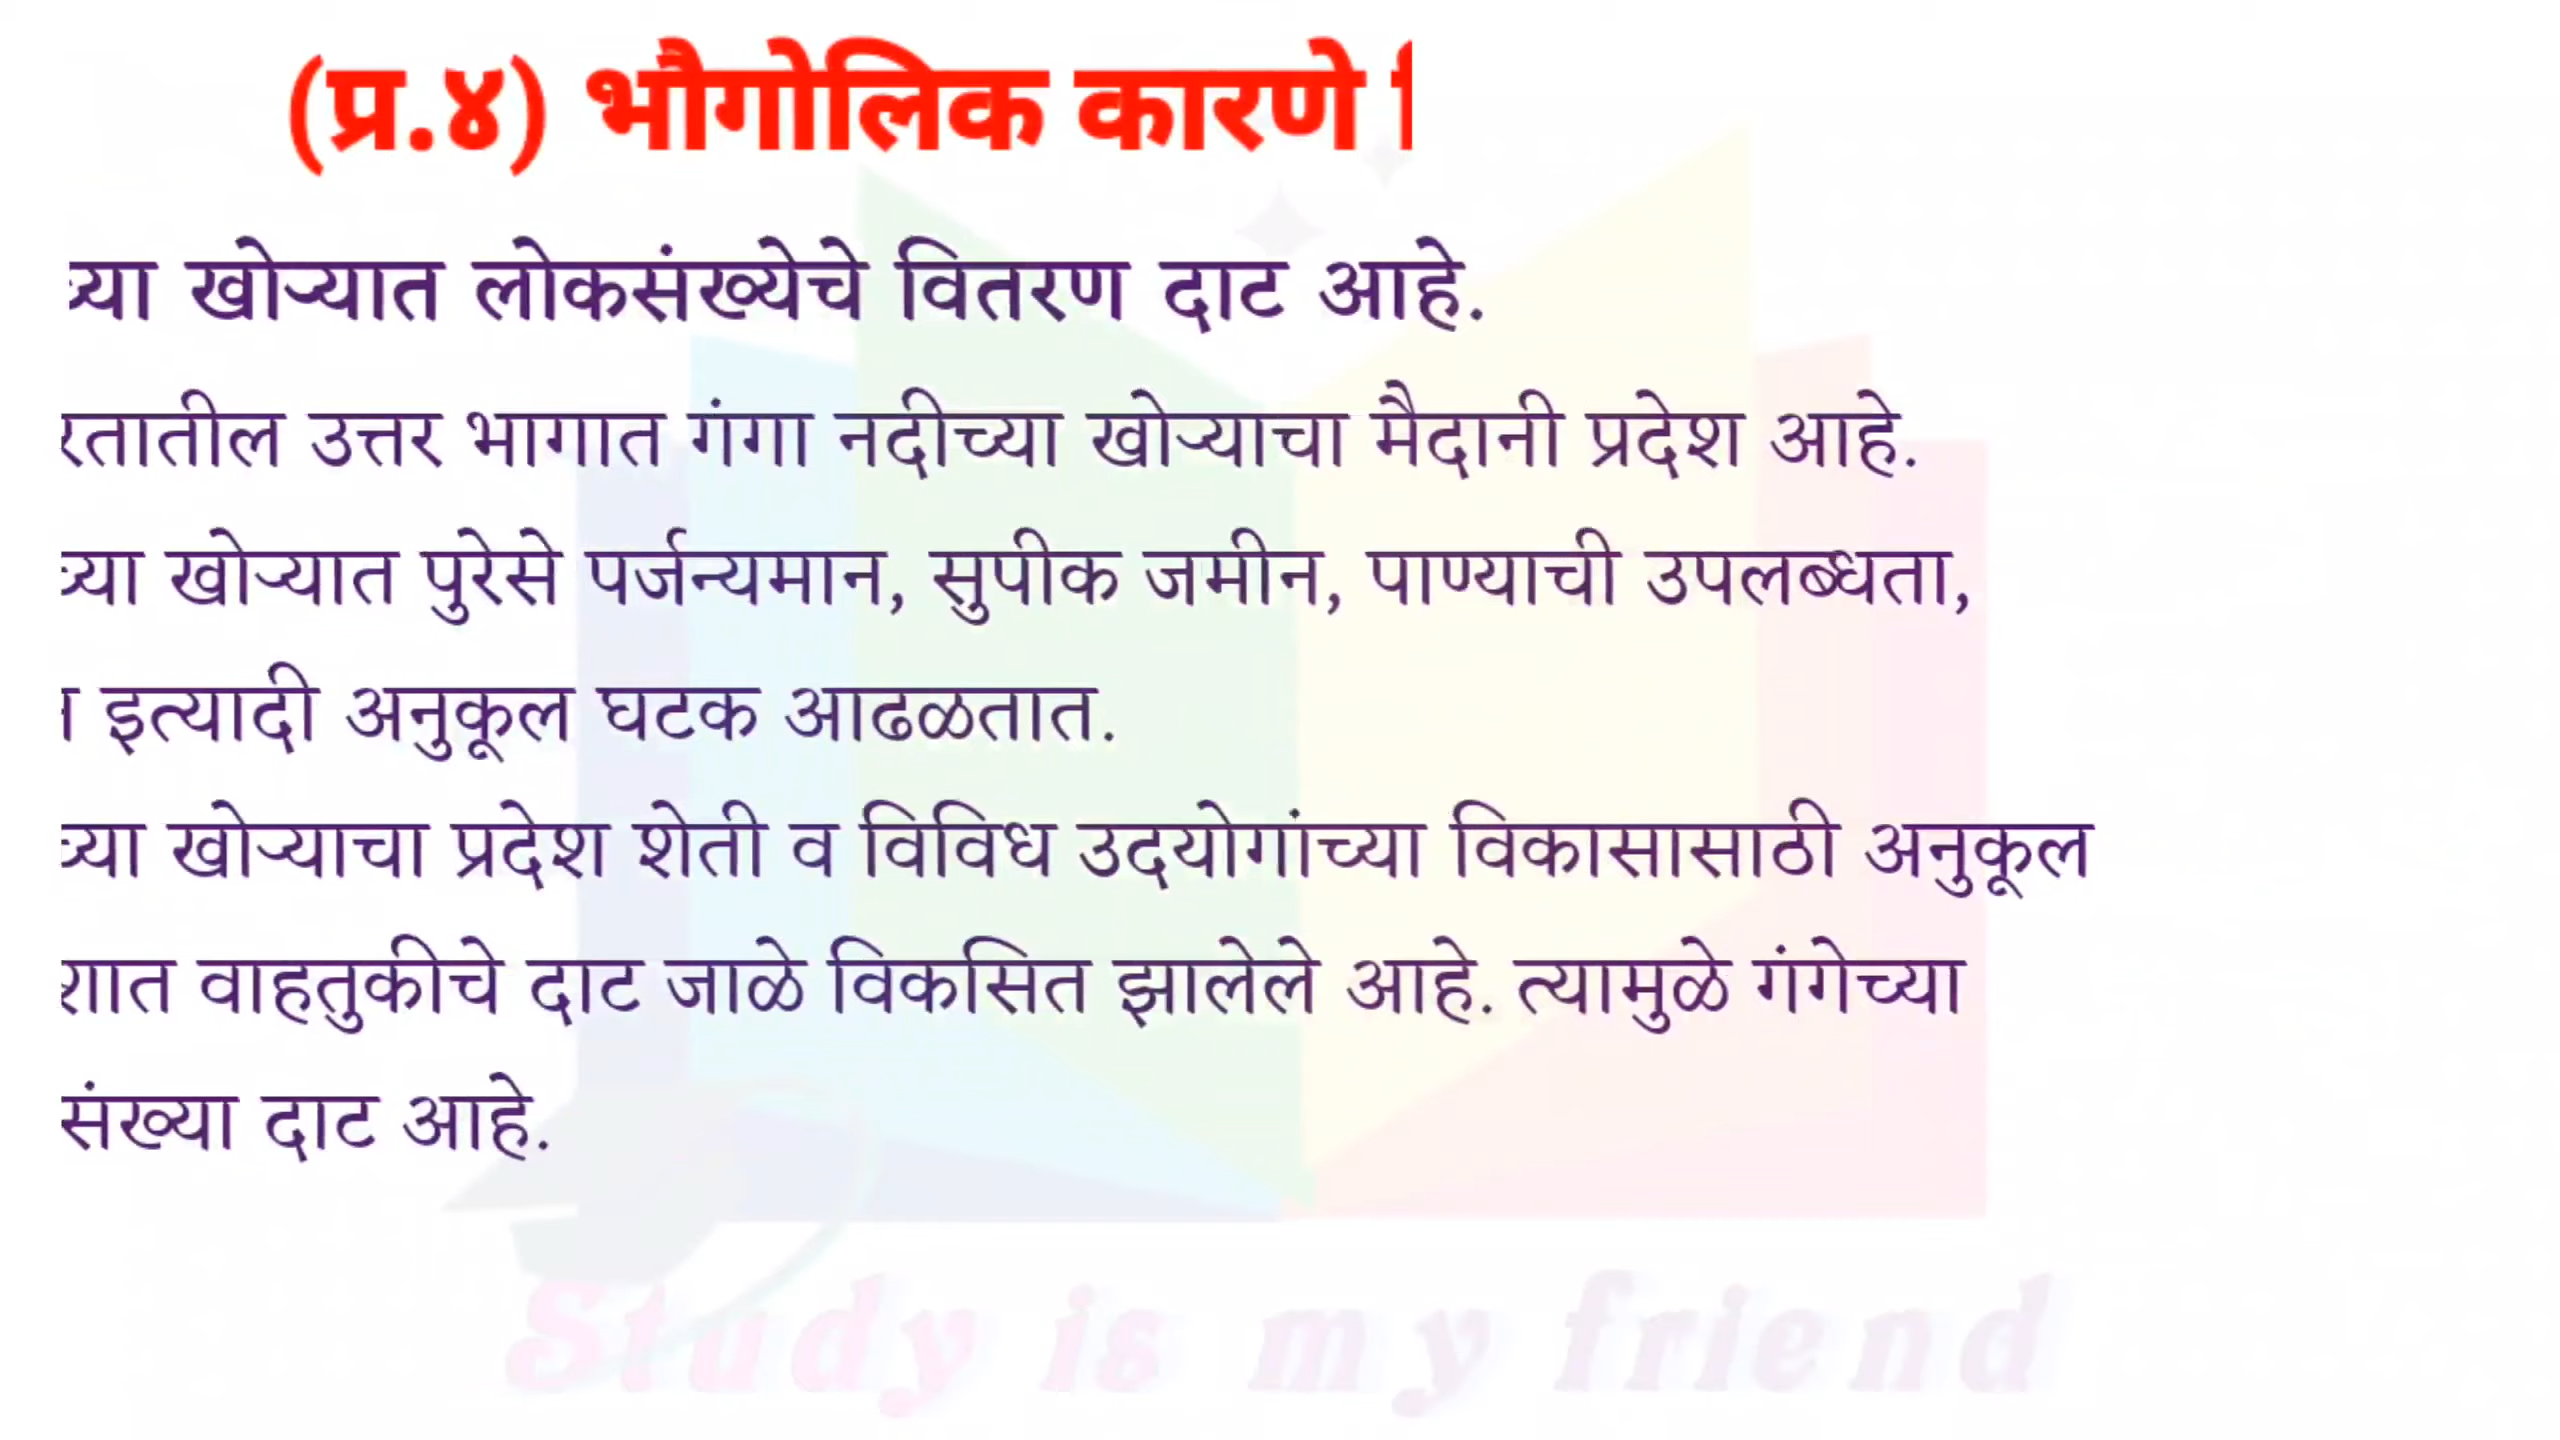 (प्र.४) भौगोलिक कारणे
खोऱ्यात लोकसंख्येचे वितरण दाट आहे.
उत्तर भागात गंगा नदीच्या खोऱ्याचा मैदानी प्रदेश आहे.
खोऱ्यात पुरेसे पर्जन्यमान, सुपीक जमीन, पाण्याची उपलब्धता,
इत्यादी अनुकूल घटक आढळतात.
खोऱ्याचा प्रदेश शेती व विविध उदयोगांच्या विकासासाठी अनुकूल
वाहतुकीचे दाट जाळे विकसित झालेले आहे. त्यामुळे गंगेच्या
संख्या दाट आहे.
Study is my friend